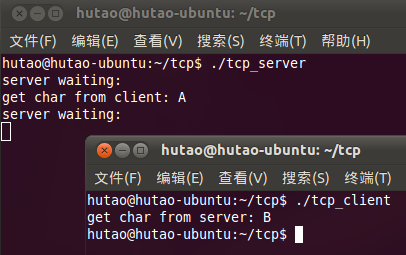 hutao@hutao-ubuntu: ~/tcp
文件(F) 编辑(E) 查看(V) 搜索(S) 终端(T) 帮助(H)
hutao@hutao-ubuntu:~/tcp$ ./tcp_server
server waiting:
get char from client: A
server waiting:
hutao@hutao-ubuntu: ~/tcp
文件(F) 编辑(E) 查看(V) 搜索(S) 终端(T)
hutao@hutao-ubuntu:~/tcp$ ./tcp_client
get char from server: B
hutao@hutao-ubuntu:~/tcp$